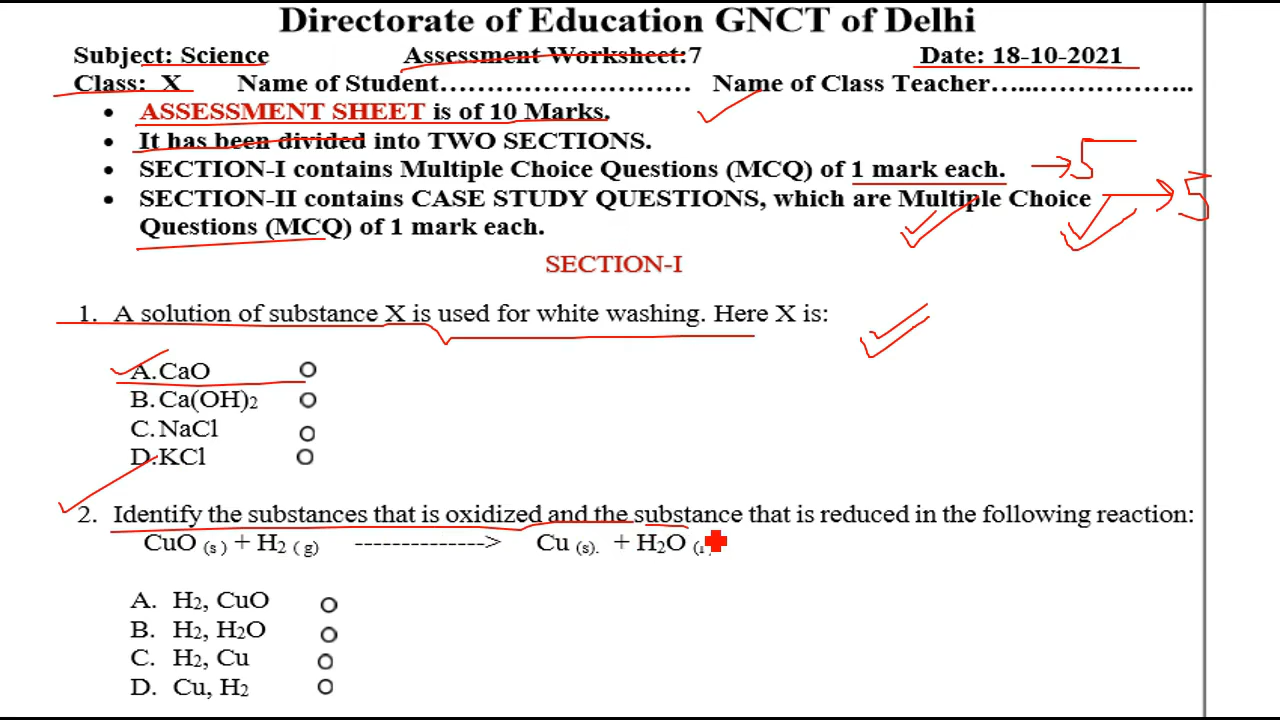 Directorate of Education GNCT of Delhi
Subject: Science Assessment Worksheet:7 Date: 18-10-2021
Class: X Name of Student……………………… Name of Class Teacher…...……………..
• ASSESSMENT SHEET is of 10 Marks.
• It has been divided into TWO SECTIONS.
• SECTION-I contains Multiple Choice Questions (MCQ) of 1 mark each. → 5
• SECTION-II contains CASE STUDY QUESTIONS, which are Multiple Choice → 5
Questions (MCQ) of 1 mark each.
SECTION-I
1. A solution of substance X is used for white washing. Here X is:
A.CaO O
B.Ca(OH)2 O
C.NaCl O
D.KCl O
2. Identify the substances that is oxidized and the substance that is reduced in the following reaction:
CuO (s) + H2 (g) --------------> Cu (s). + H2O
A. H2, CuO O
B. H2, H2O O
C. H2, Cu O
D. Cu, H2 O